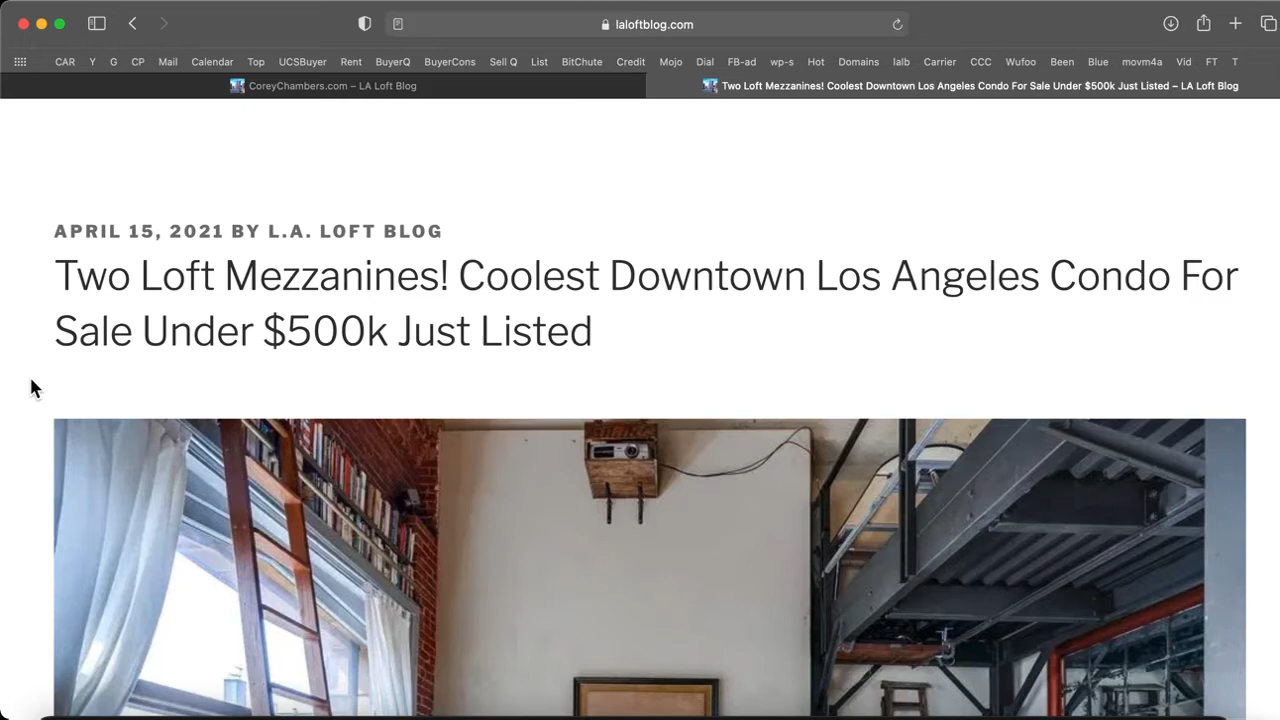 laloftblog.com
CAR Y G CP Mail Calendar Top UCSBuyer Rent BuyerQ BuyerCons Sell Q List BitChute Credit Mojo Dial FB-ad wp-s Hot Domains lalb Carrier CCC Wufoo Been Blue movm4a Vid FT T
CoreyChambers.com – LA Loft Blog
Two Loft Mezzanines! Coolest Downtown Los Angeles Condo For Sale Under $500k Just Listed – LA Loft Blog
APRIL 15, 2021 BY L.A. LOFT BLOG
Two Loft Mezzanines! Coolest Downtown Los Angeles Condo For
Sale Under $500k Just Listed